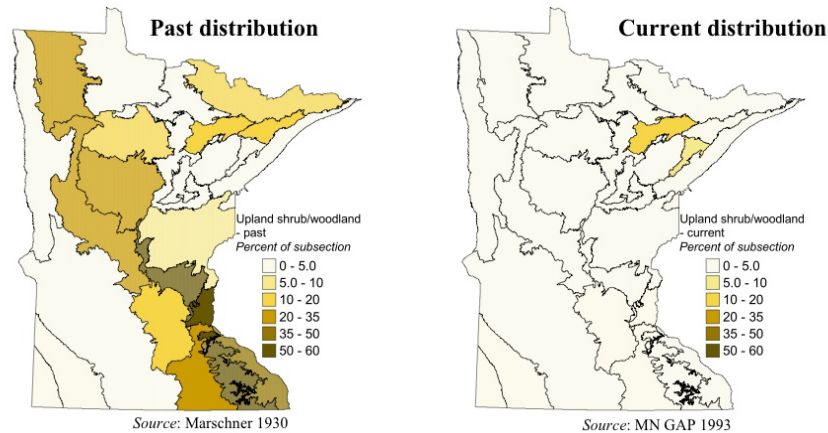 Past distribution
Upland shrub/woodland
- past
Percent of subsection
0 - 5.0
5.0 - 10
10 - 20
20 - 35
35 - 50
50 - 60
Source: Marschner 1930
Current distribution
Upland shrub/woodland
- current
Percent of subsection
0 - 5.0
5.0 - 10
10 - 20
20 - 35
35 - 50
50 - 60
Source: MN GAP 1993